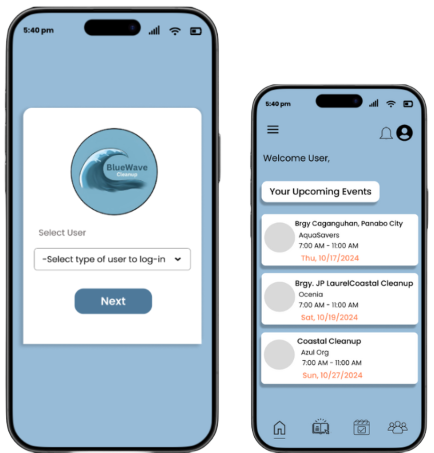 5:40 pm
BlueWave
Cleanup
Select User
-Select type of user to log-in
Next
5:40 pm
Welcome User,
Your Upcoming Events
Brgy Caganguhan, Panabo City
AquaSavers
7:00 AM - 11:00 AM
Thu, 10/17/2024
Brgy. JP LaurelCoastal Cleanup
Ocenia
7:00 AM - 11:00 AM
Sat, 10/19/2024
Coastal Cleanup
Azul Org
7:00 AM - 11:00 AM
Sun, 10/27/2024